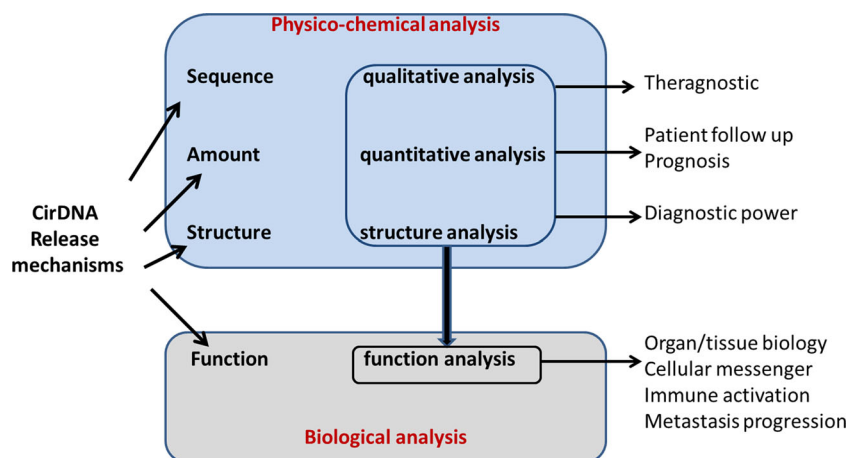 Physico-chemical analysis
Sequence
qualitative analysis
Theragnostic
Amount
quantitative analysis
Patient follow up
Prognosis
CirDNA
Release
mechanisms
Structure
structure analysis
Diagnostic power
Function
function analysis
Organ/tissue biology
Cellular messenger
Immune activation
Metastasis progression
Biological analysis